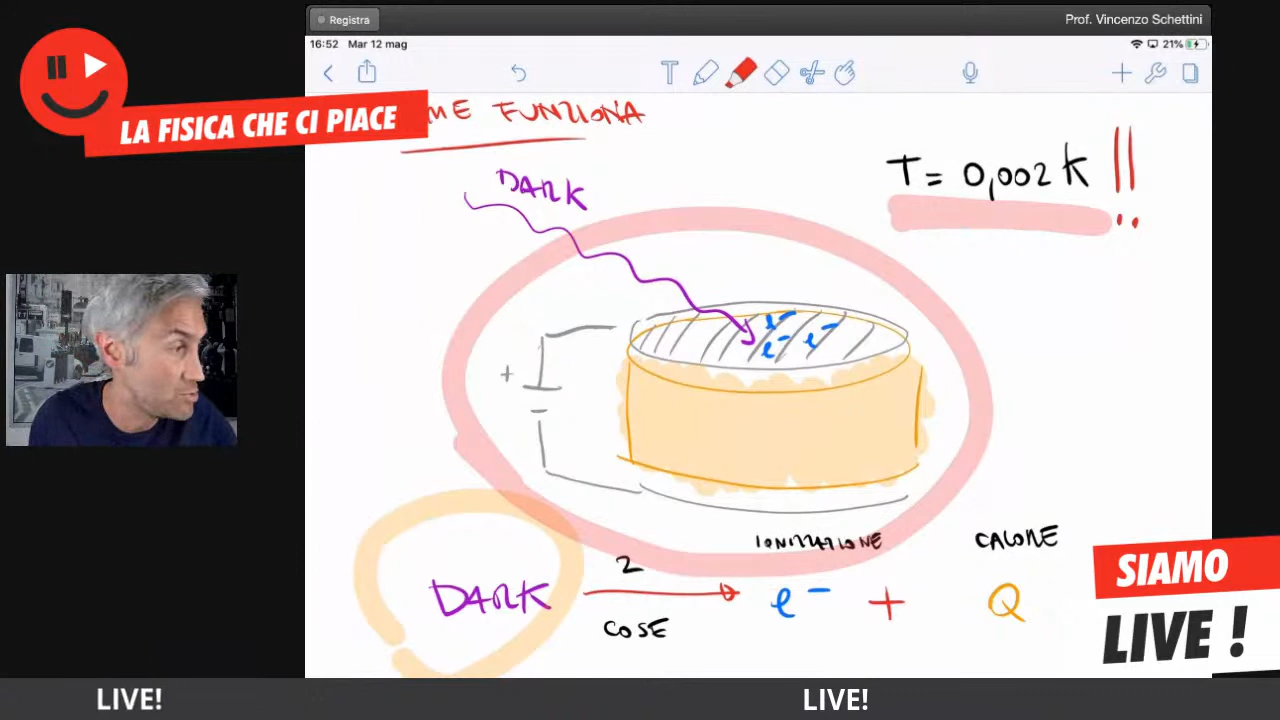 Registra
Prof. Vincenzo Schettini
16:52 Mar 12 mag
21%
LA FISICA CHE CI PIACE
ME FUNZIONA
DARK
T = 0,002 K !!
e-
e-
e-
+
IONIZZAZIONE
CALORE
DARK
2
COSE
e-
+
Q
SIAMO
LIVE !
LIVE!
LIVE!